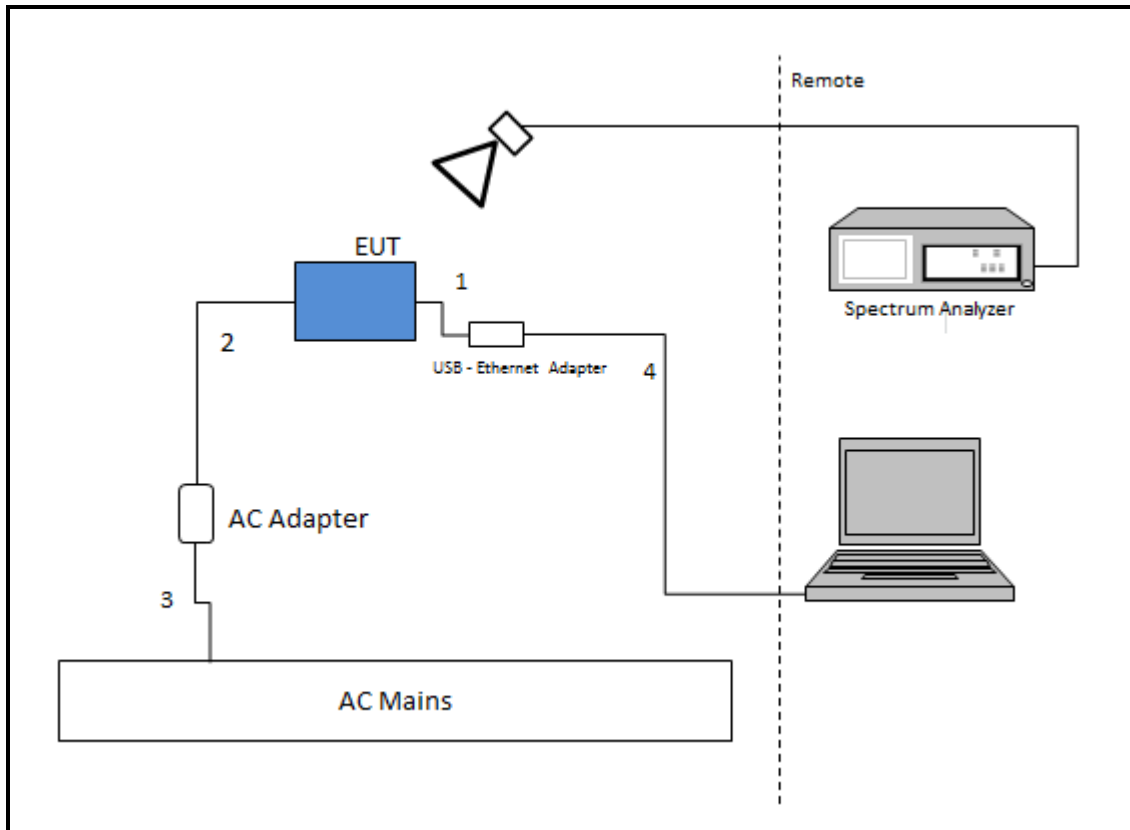 Remote
EUT
1
2
Spectrum Analyzer
USB - Ethernet Adapter
4
AC Adapter
3
AC Mains